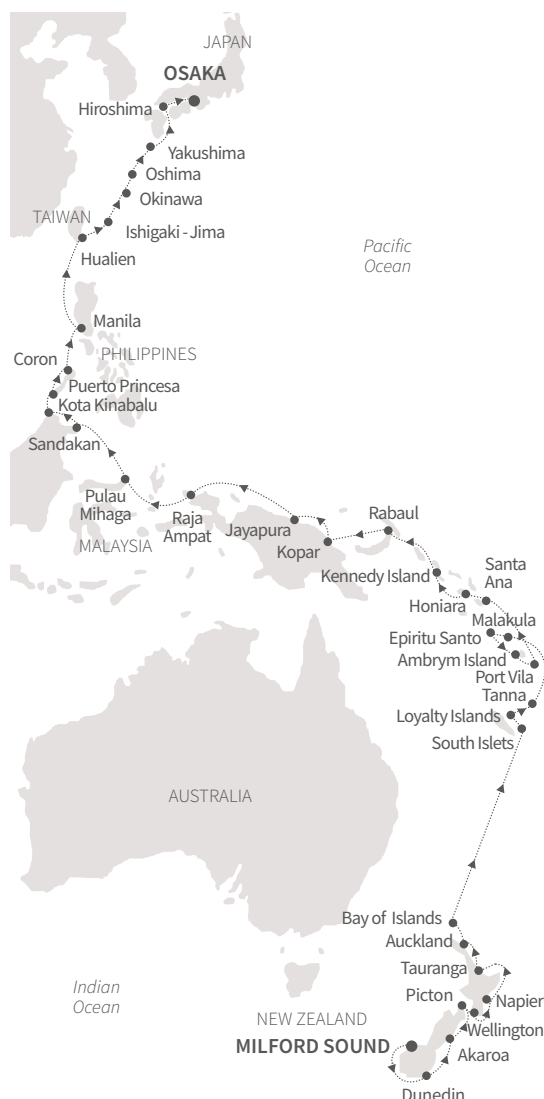 JAPAN
OSAKA
Hiroshima
Yakushima
Oshima
Okinawa
TAIWAN
Ishigaki - Jima
Hualien
Pacific
Ocean
Manila
PHILIPPINES
Coron
Puerto Princesa
Kota Kinabalu
Sandakan
Pulau
Mihaga
MALAYSIA
Raja
Ampat
Jayapura
Kopar
Rabaul
Kennedy Island
Santa
Ana
Honiara
Malakula
Epiritu Santo
Ambrym Island
Port Vila
Tanna
Loyalty Islands
South Islets
AUSTRALIA
Bay of Islands
Auckland
Tauranga
Indian
Ocean
Picton
Napier
NEW ZEALAND
Wellington
MILFORD SOUND
Akaroa
Dunedin